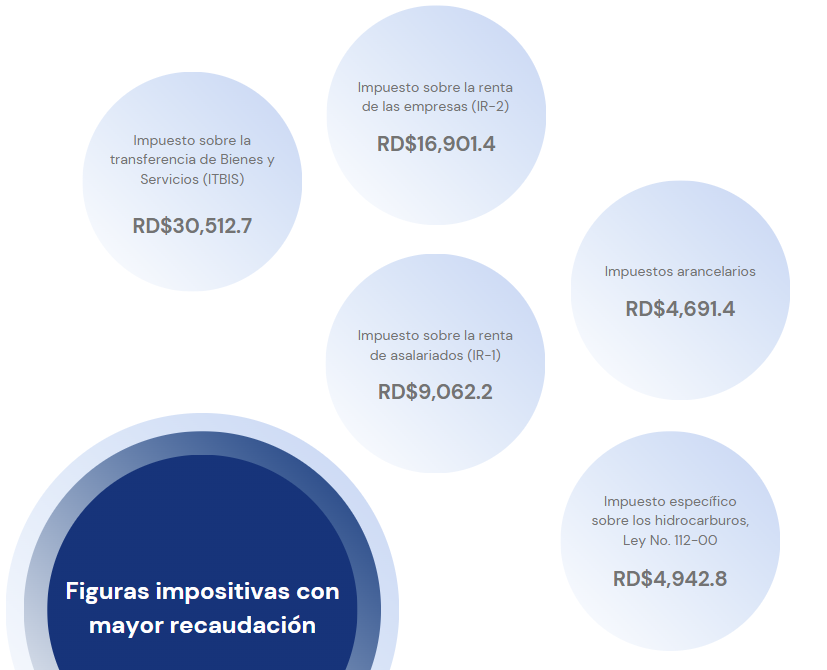 Impuesto sobre la renta
de las empresas (IR-2)
RD$16,901.4
Impuesto sobre la
transferencia de Bienes y
Servicios (ITBIS)
RD$30,512.7
Impuestos arancelarios
RD$4,691.4
Impuesto sobre la renta
de asalariados (IR-1)
RD$9,062.2
Impuesto específico
sobre los hidrocarburos,
Ley No. 112-00
RD$4,942.8
Figuras impositivas con
mayor recaudación